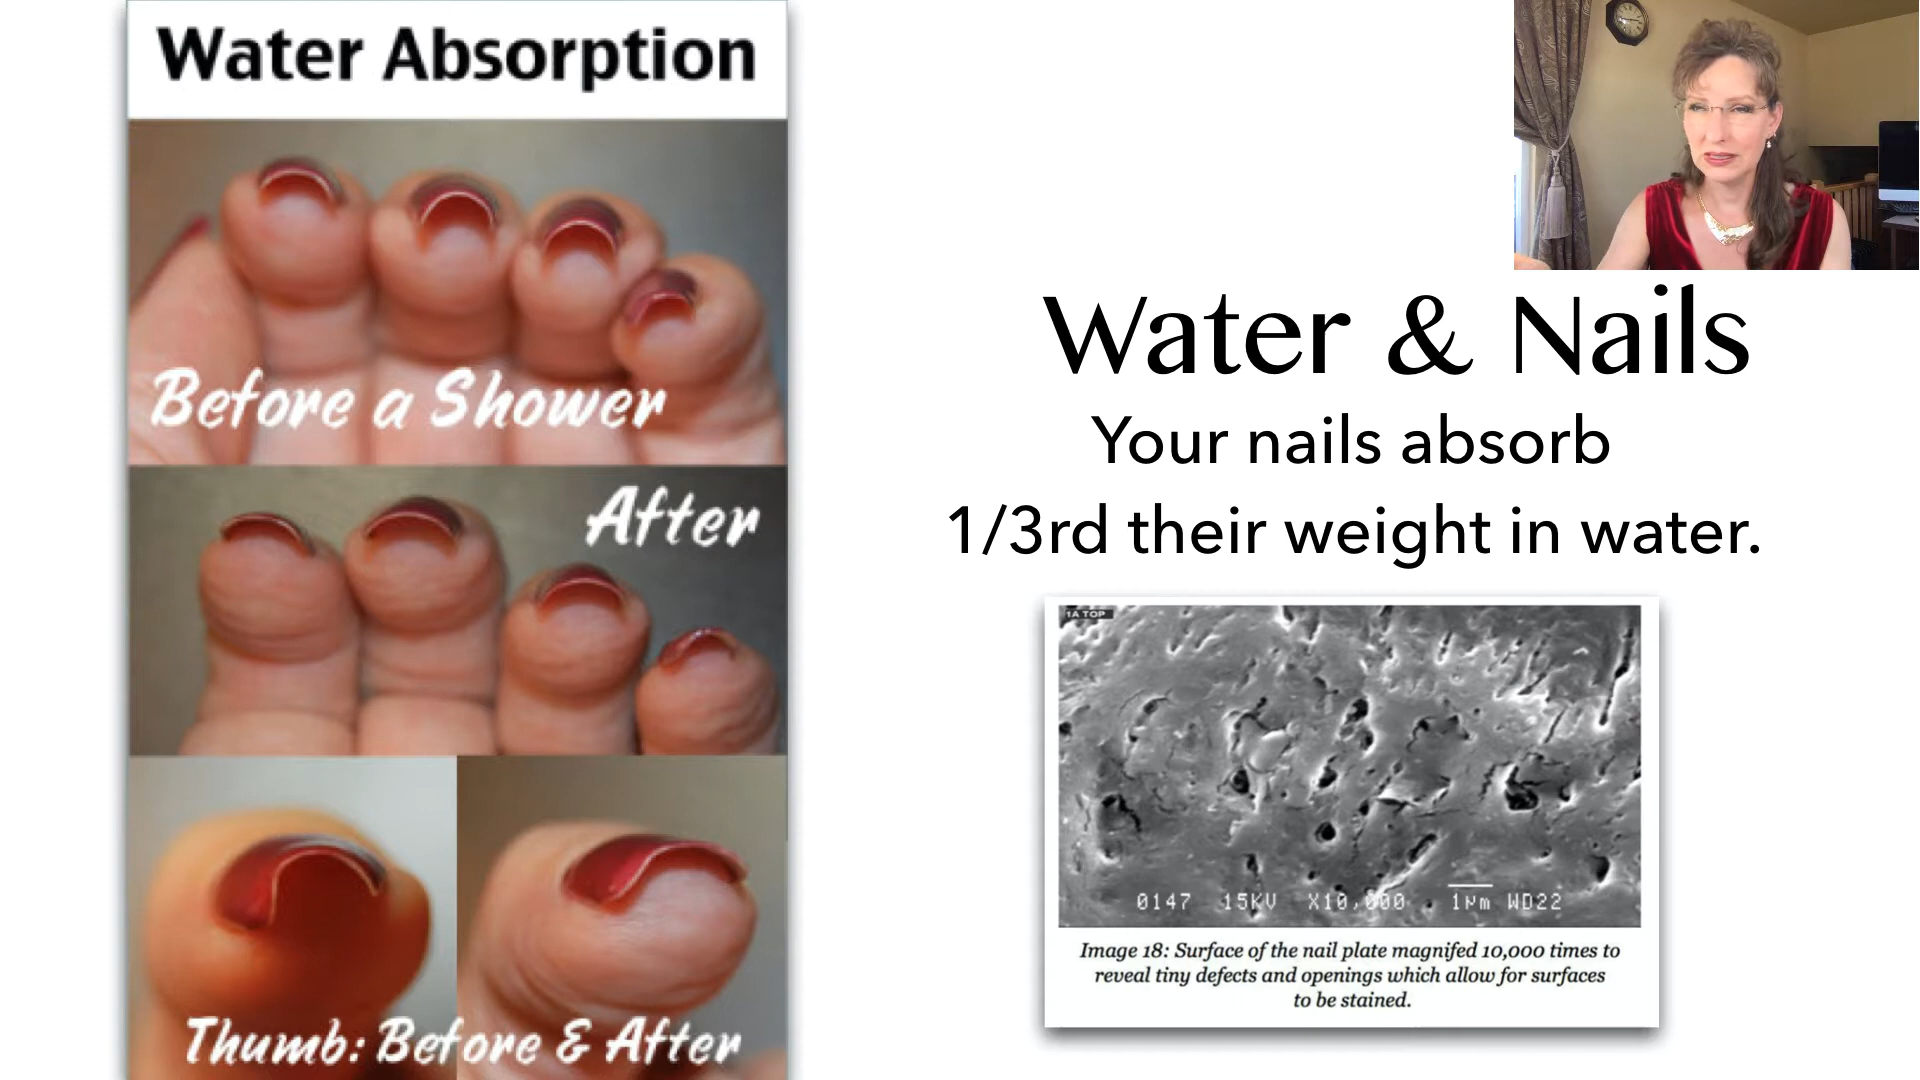 Water Absorption
Before a Shower
After
Thumb: Before & After
Water & Nails
Your nails absorb
1/3rd their weight in water.
1A TOP
0147 15KV X10,000 1µm WD22
Image 18: Surface of the nail plate magnifed 10,000 times to
reveal tiny defects and openings which allow for surfaces
to be stained.